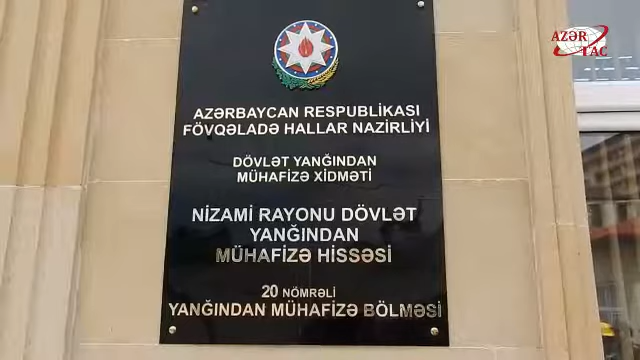 AZƏR
TAC
AZƏRBAYCAN RESPUBLİKASI
FÖVQƏLADƏ HALLAR NAZİRLİYİ
DÖVLƏT YANĞINDAN
MÜHAFİZƏ XİDMƏTİ
NİZAMİ RAYONU DÖVLƏT
YANĞINDAN
MÜHAFİZƏ HİSSƏSİ
20 NÖMRƏLİ
YANĞINDAN MÜHAFİZƏ BÖLMƏSİ